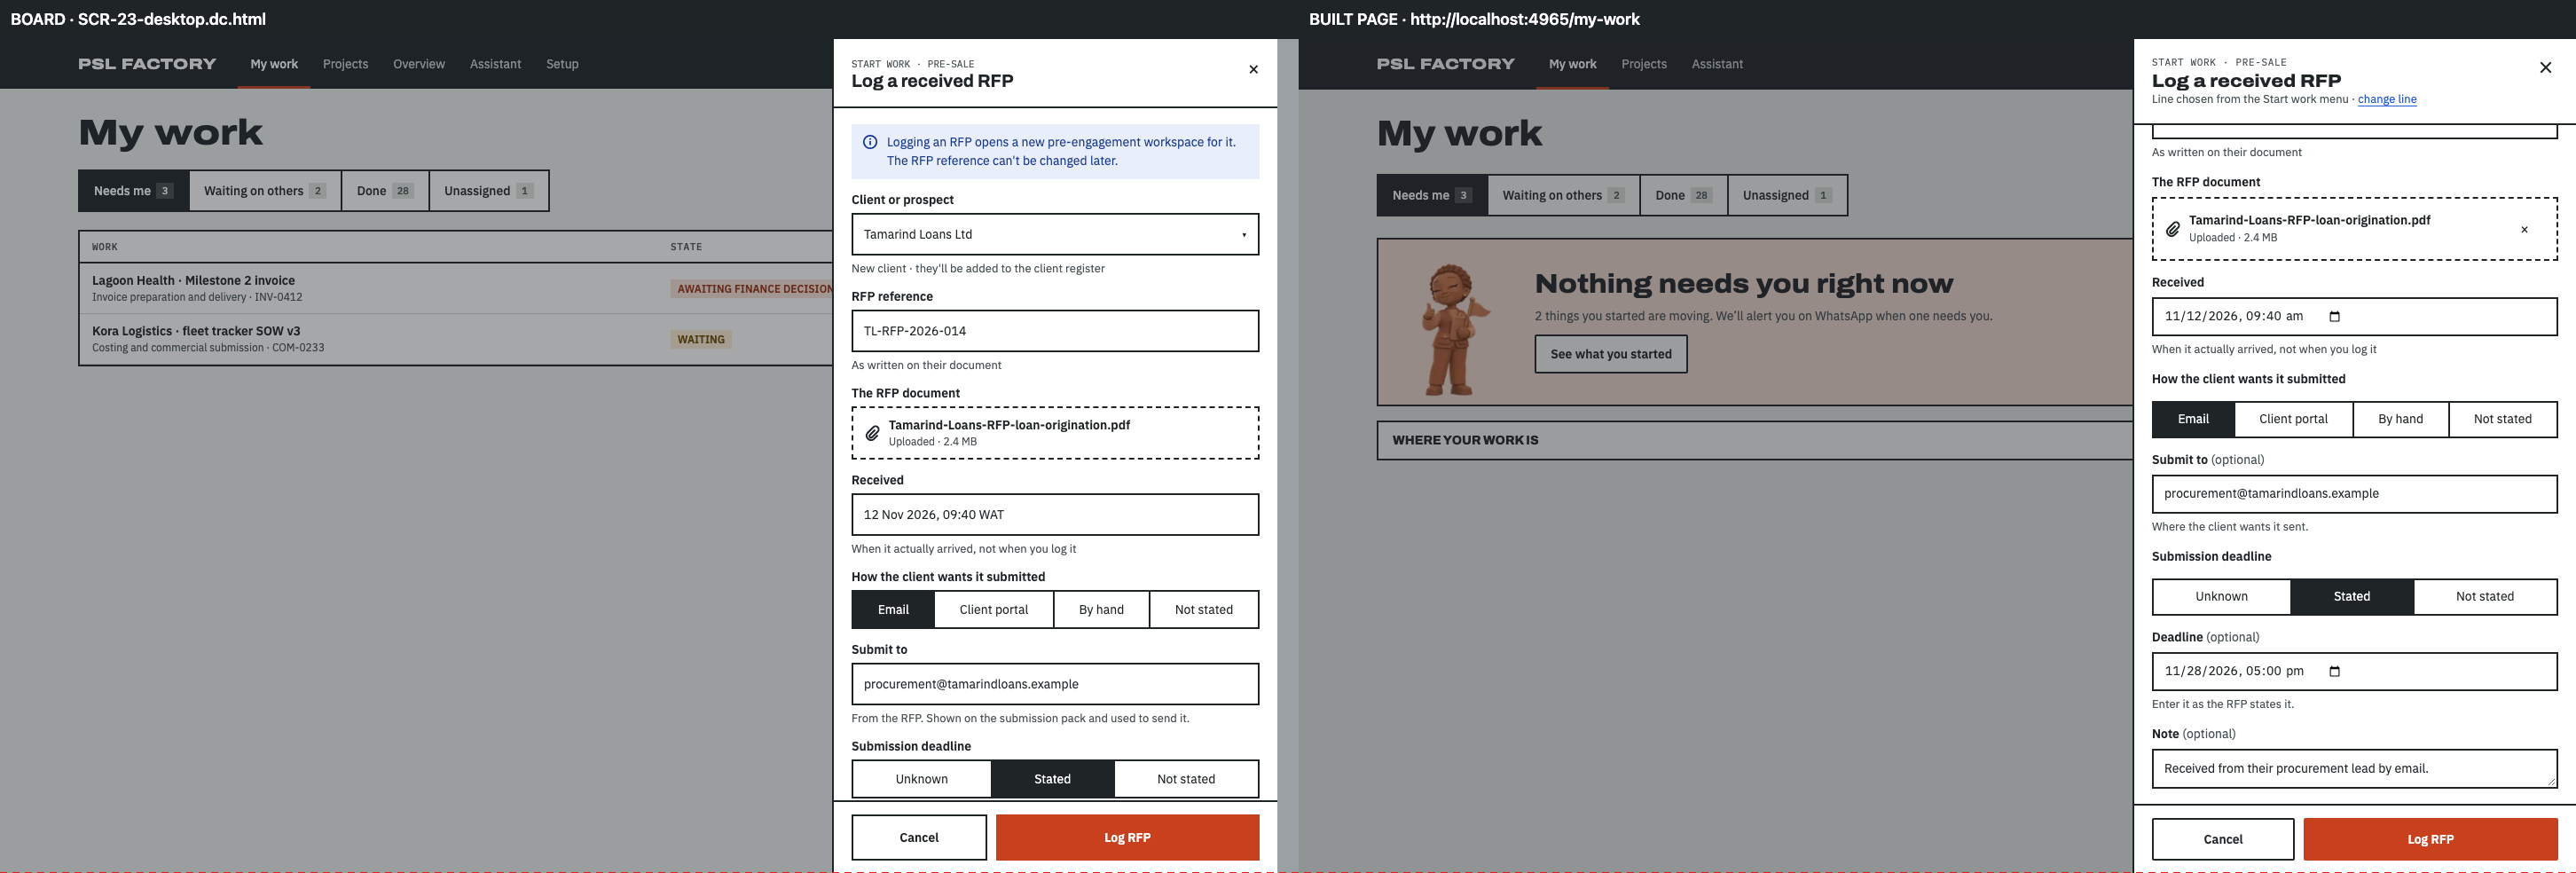 BOARD · SCR-23-desktop.dc.html
PSL FACTORY My work Projects Overview Assistant Setup
My work
Needs me 3 Waiting on others 2 Done 28 Unassigned 1
WORK STATE
Lagoon Health · Milestone 2 invoice
Invoice preparation and delivery · INV-0412
AWAITING FINANCE DECISION
Kora Logistics · fleet tracker SOW v3
Costing and commercial submission · COM-0233
WAITING
START WORK · PRE-SALE
Log a received RFP
×
Logging an RFP opens a new pre-engagement workspace for it.
The RFP reference can't be changed later.
Client or prospect
Tamarind Loans Ltd
New client · they'll be added to the client register
RFP reference
TL-RFP-2026-014
As written on their document
The RFP document
Tamarind-Loans-RFP-loan-origination.pdf
Uploaded · 2.4 MB
Received
12 Nov 2026, 09:40 WAT
When it actually arrived, not when you log it
How the client wants it submitted
Email Client portal By hand Not stated
Submit to
procurement@tamarindloans.example
From the RFP. Shown on the submission pack and used to send it.
Submission deadline
Unknown Stated Not stated
Cancel Log RFP
BUILT PAGE · http://localhost:4965/my-work
PSL FACTORY My work Projects Assistant
My work
Needs me 3 Waiting on others 2 Done 28 Unassigned 1
Nothing needs you right now
2 things you started are moving. We'll alert you on WhatsApp when one needs you.
See what you started
WHERE YOUR WORK IS
START WORK · PRE-SALE
Log a received RFP
Line chosen from the Start work menu · change line
×
As written on their document
The RFP document
Tamarind-Loans-RFP-loan-origination.pdf
Uploaded · 2.4 MB
×
Received
11/12/2026, 09:40 am
When it actually arrived, not when you log it
How the client wants it submitted
Email Client portal By hand Not stated
Submit to (optional)
procurement@tamarindloans.example
Where the client wants it sent.
Submission deadline
Unknown Stated Not stated
Deadline (optional)
11/28/2026, 05:00 pm
Enter it as the RFP states it.
Note (optional)
Received from their procurement lead by email.
Cancel Log RFP